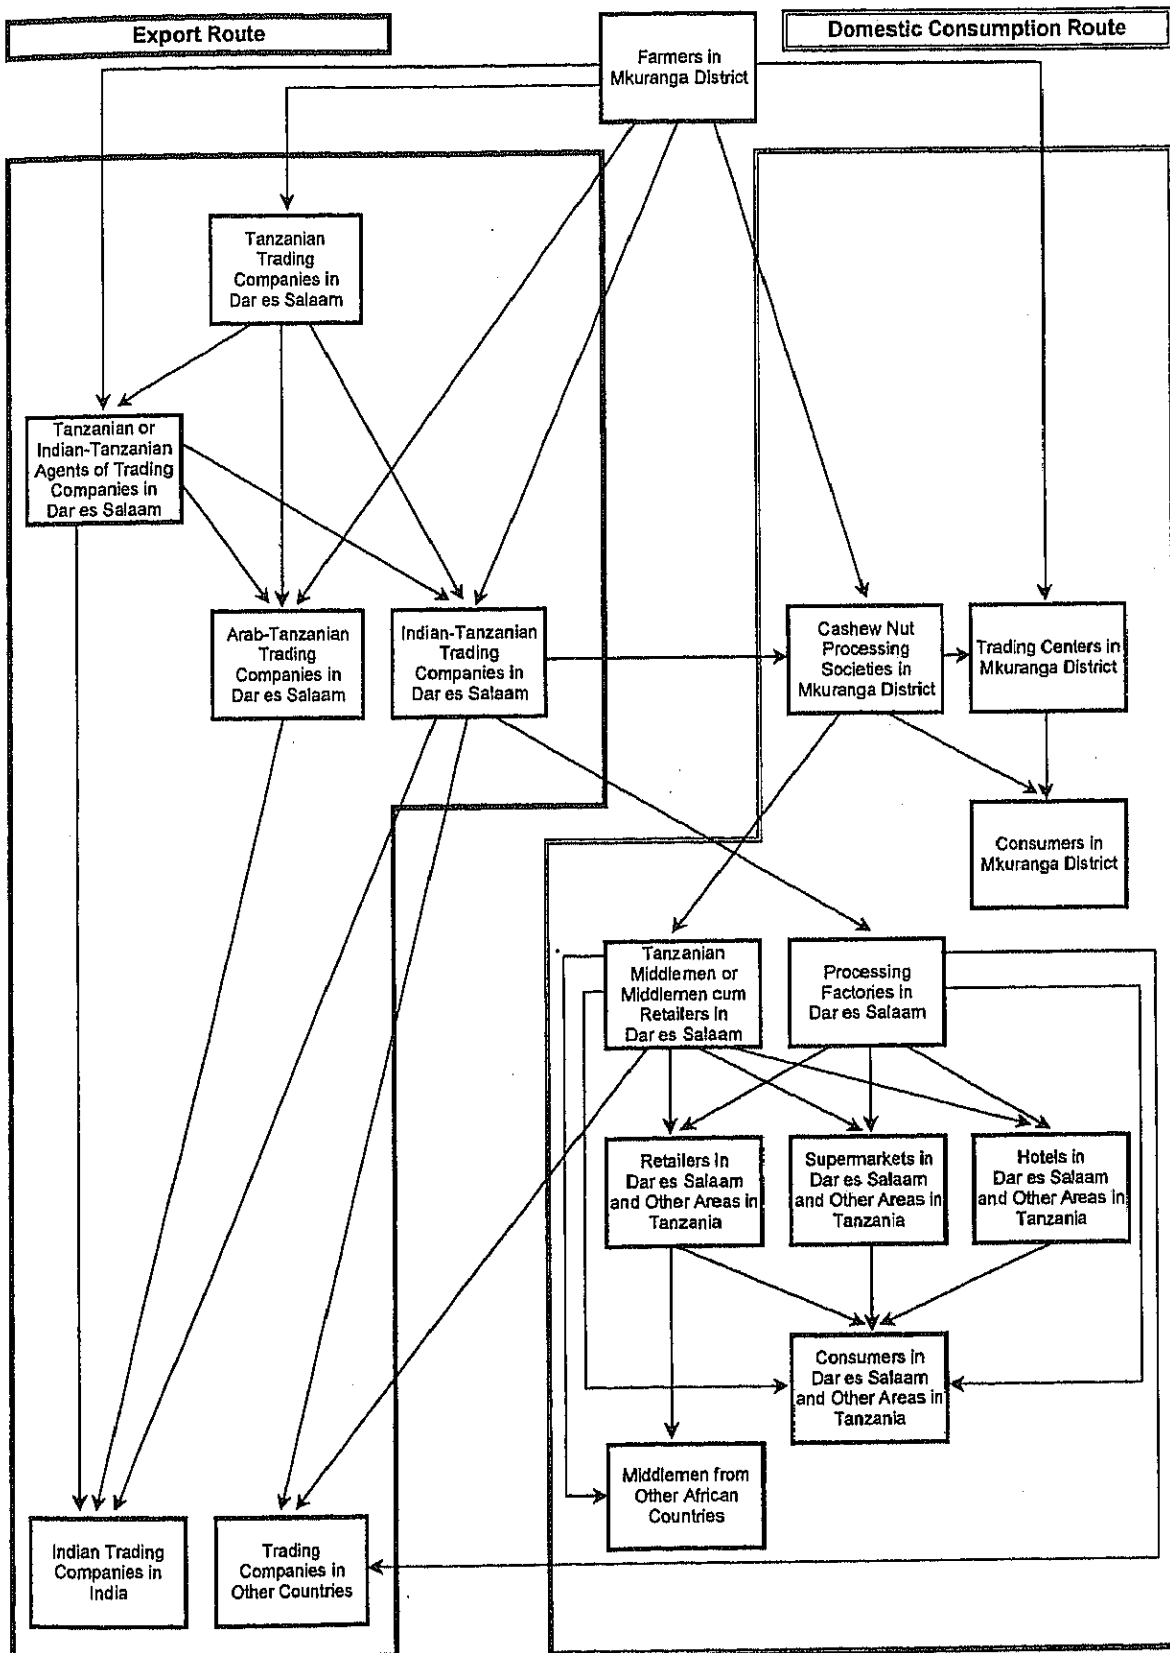 Export Route
Domestic Consumption Route
Farmers in
Mkuranga District
Tanzanian
Trading
Companies in
Dar es Salaam
Tanzanian or
Indian-Tanzanian
Agents of Trading
Companies in
Dar es Salaam
Arab-Tanzanian
Trading
Companies in
Dar es Salaam
Indian-Tanzanian
Trading
Companies in
Dar es Salaam
Cashew Nut
Processing
Societies in
Mkuranga District
Trading Centers in
Mkuranga District
Consumers in
Mkuranga District
Tanzanian
Middlemen or
Middlemen cum
Retailers in
Dar es Salaam
Processing
Factories in
Dar es Salaam
Retailers in
Dar es Salaam
and Other Areas in
Tanzania
Supermarkets in
Dar es Salaam
and Other Areas in
Tanzania
Hotels in
Dar es Salaam
and Other Areas in
Tanzania
Consumers in
Dar es Salaam
and Other Areas in
Tanzania
Middlemen from
Other African
Countries
Indian Trading
Companies in
India
Trading
Companies in
Other Countries